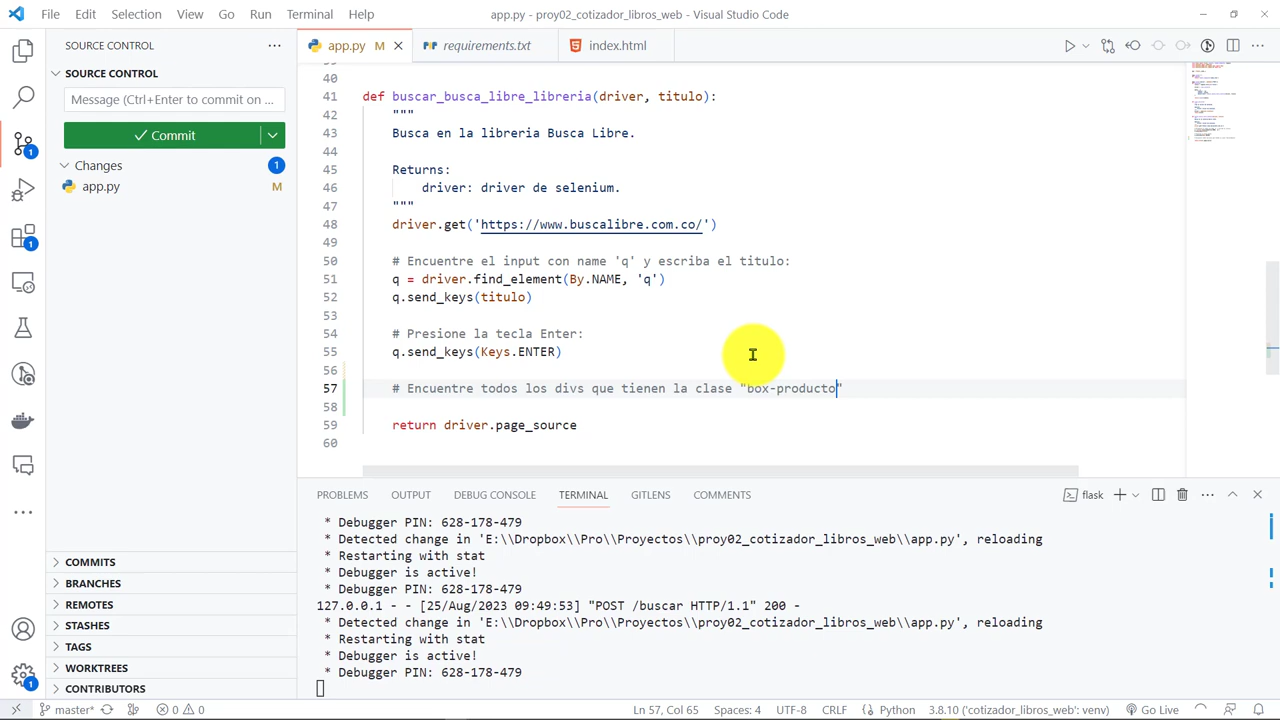 File Edit Selection View Go Run Terminal Help
app.py - proy02_cotizador_libros_web - Visual Studio Code
SOURCE CONTROL
app.py M
requirements.txt
index.html
SOURCE CONTROL
Message (Ctrl+Enter to commit on ...
Commit
Changes 1
app.py M
40
41 def buscar_busca_libre(driver, titulo):
42 """
43 Busca en la librería Buscalibre.
44
45 Returns:
46 driver: driver de selenium.
47 """
48 driver.get('https://www.buscalibre.com.co/')
49
50 # Encuentre el input con name 'q' y escriba el titulo:
51 q = driver.find_element(By.NAME, 'q')
52 q.send_keys(titulo)
53
54 # Presione la tecla Enter:
55 q.send_keys(Keys.ENTER)
56
57 # Encuentre todos los divs que tienen la clase "box-producto"
58
59 return driver.page_source
60
PROBLEMS OUTPUT DEBUG CONSOLE TERMINAL GITLENS COMMENTS
flask
* Debugger PIN: 628-178-479
* Detected change in 'E:\\Dropbox\\Pro\\Proyectos\\proy02_cotizador_libros_web\\app.py', reloading
* Restarting with stat
* Debugger is active!
* Debugger PIN: 628-178-479
127.0.0.1 - - [25/Aug/2023 09:49:53] "POST /buscar HTTP/1.1" 200 -
* Detected change in 'E:\\Dropbox\\Pro\\Proyectos\\proy02_cotizador_libros_web\\app.py', reloading
* Restarting with stat
* Debugger is active!
* Debugger PIN: 628-178-479
COMMITS
BRANCHES
REMOTES
STASHES
TAGS
WORKTREES
CONTRIBUTORS
master* 0 0 Ln 57, Col 65 Spaces: 4 UTF-8 CRLF Python 3.8.10 ('cotizador_libros_web': venv) Go Live